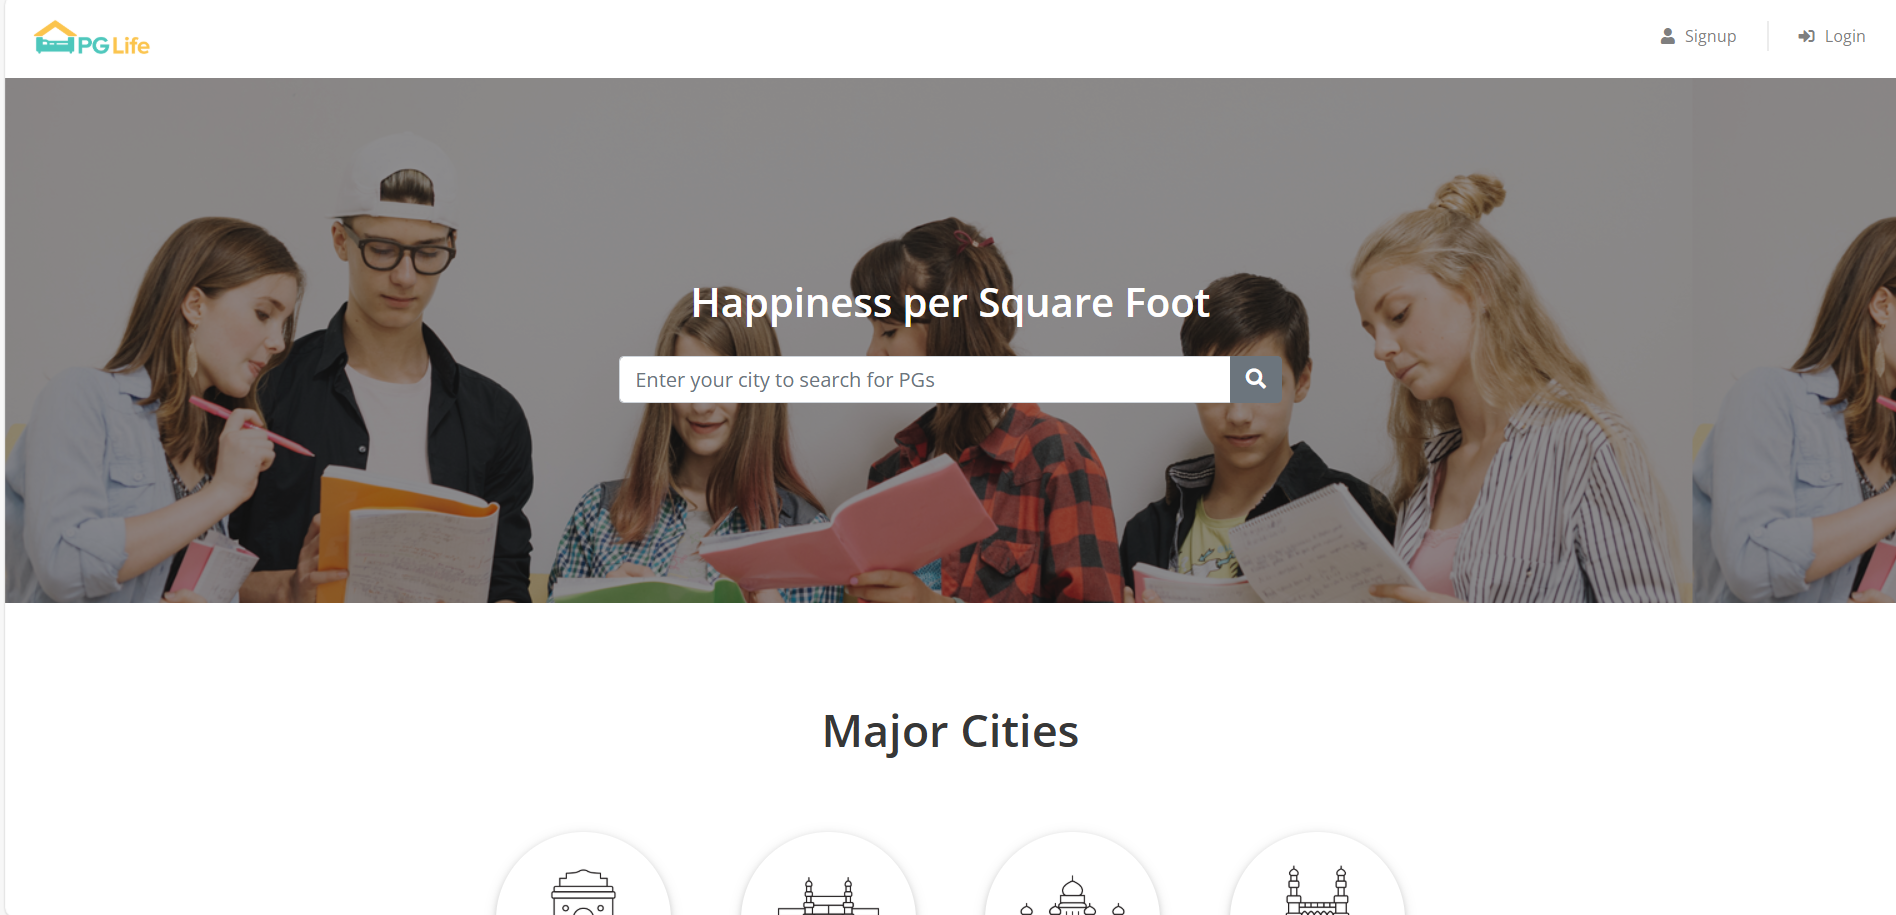 PG Life
Signup
Login
Happiness per Square Foot
Enter your city to search for PGs
Major Cities